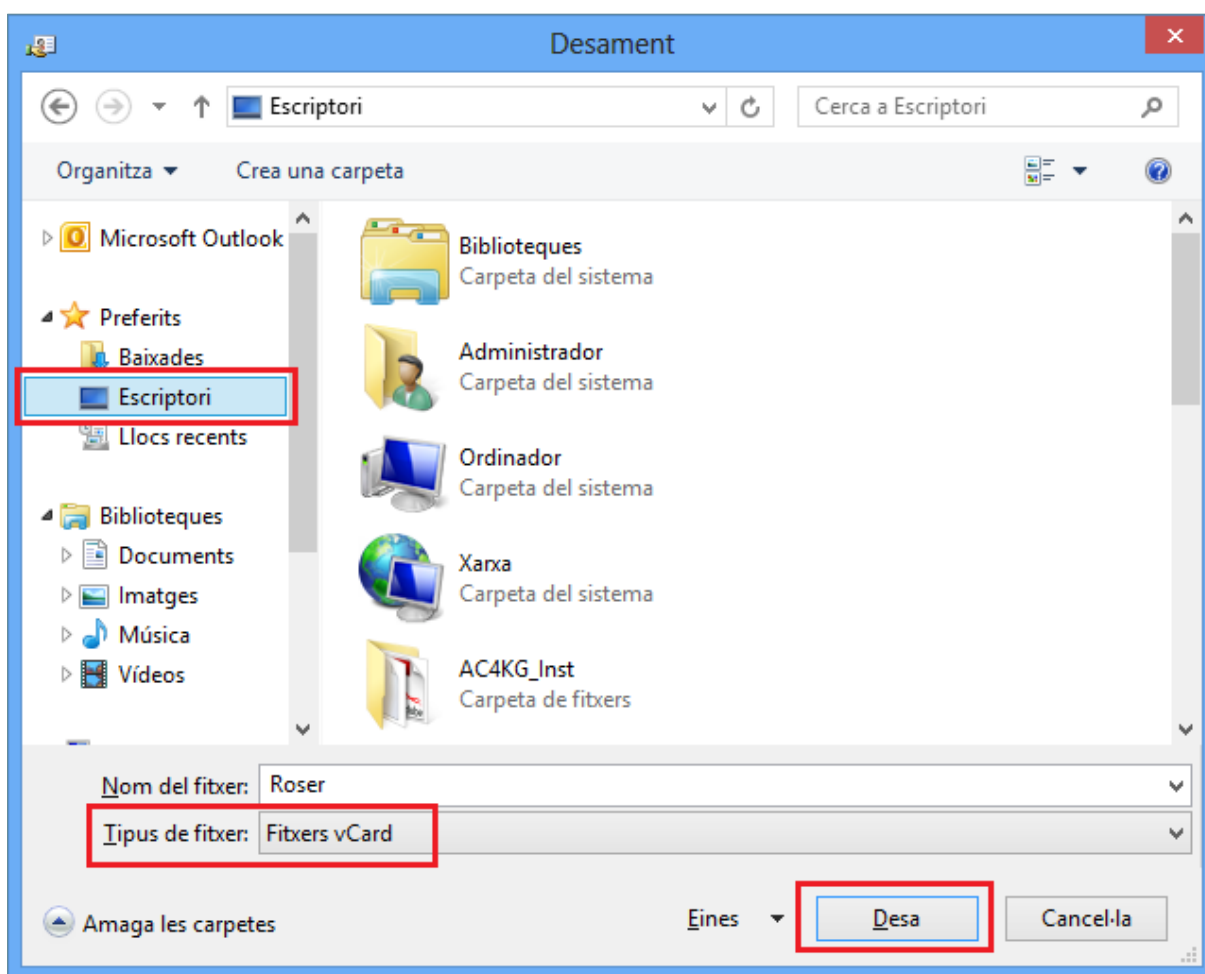 Desament
Escriptori
Cerca a Escriptori
Organitza
Crea una carpeta
Microsoft Outlook
Preferits
Baixades
Escriptori
Llocs recents
Biblioteques
Documents
Imatges
Música
Vídeos
Biblioteques
Carpeta del sistema
Administrador
Carpeta del sistema
Ordinador
Carpeta del sistema
Xarxa
Carpeta del sistema
AC4KG_Inst
Carpeta de fitxers
Nom del fitxer: Roser
Tipus de fitxer: Fitxers vCard
Amaga les carpetes
Eines
Desa
Cancel·la